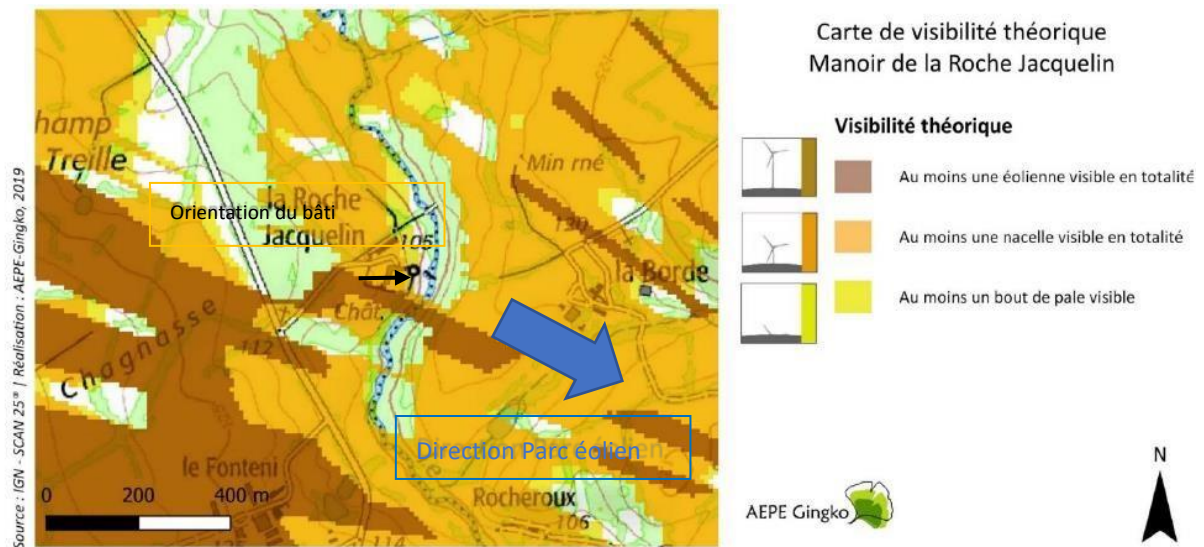 Carte de visibilité théorique
Manoir de la Roche Jacquelin
Visibilité théorique
Au moins une éolienne visible en totalité
Au moins une nacelle visible en totalité
Au moins un bout de pale visible
AEPE Gingko
N
Source : IGN - SCAN 25® | Réalisation : AEPE-Gingko, 2019
hamp
Treille
Orientation du bâti
la Roche
Jacquelin
105
Min rné
120
la Borde
Chât.
112
Chagnasse
Direction Parc éolien
le Fonteni
Rocheroux
106
114
0 200 400 m